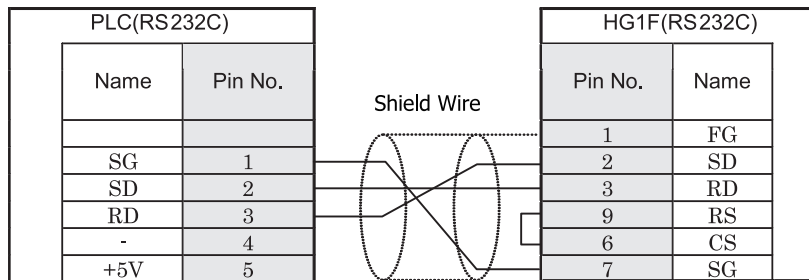 PLC(RS232C) HG1F(RS232C)
Name Pin No. Pin No. Name
Shield Wire
1 FG
SG 1 2 SD
SD 2 3 RD
RD 3 9 RS
- 4 6 CS
+5V 5 7 SG